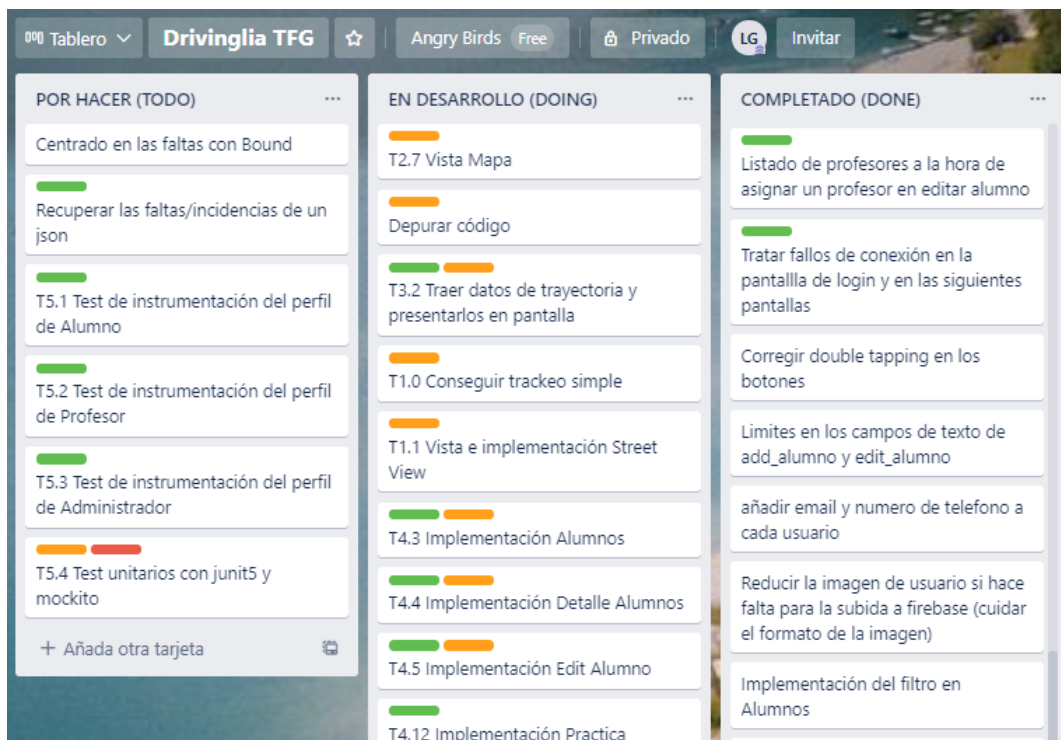 Tablero
Drivinglia TFG
Angry Birds Free
Privado
LG
Invitar
POR HACER (TODO)
Centrado en las faltas con Bound
Recuperar las faltas/incidencias de un
json
T5.1 Test de instrumentación del perfil
de Alumno
T5.2 Test de instrumentación del perfil
de Profesor
T5.3 Test de instrumentación del perfil
de Administrador
T5.4 Test unitarios con junit5 y
mockito
+ Añada otra tarjeta
EN DESARROLLO (DOING)
T2.7 Vista Mapa
Depurar código
T3.2 Traer datos de trayectoria y
presentarlos en pantalla
T1.0 Conseguir trackeo simple
T1.1 Vista e implementación Street
View
T4.3 Implementación Alumnos
T4.4 Implementación Detalle Alumnos
T4.5 Implementación Edit Alumno
T4.12 Implementación Practica
COMPLETADO (DONE)
Listado de profesores a la hora de
asignar un profesor en editar alumno
Tratar fallos de conexión en la
pantallla de login y en las siguientes
pantallas
Corregir double tapping en los
botones
Limites en los campos de texto de
add_alumno y edit_alumno
añadir email y numero de telefono a
cada usuario
Reducir la imagen de usuario si hace
falta para la subida a firebase (cuidar
el formato de la imagen)
Implementación del filtro en
Alumnos